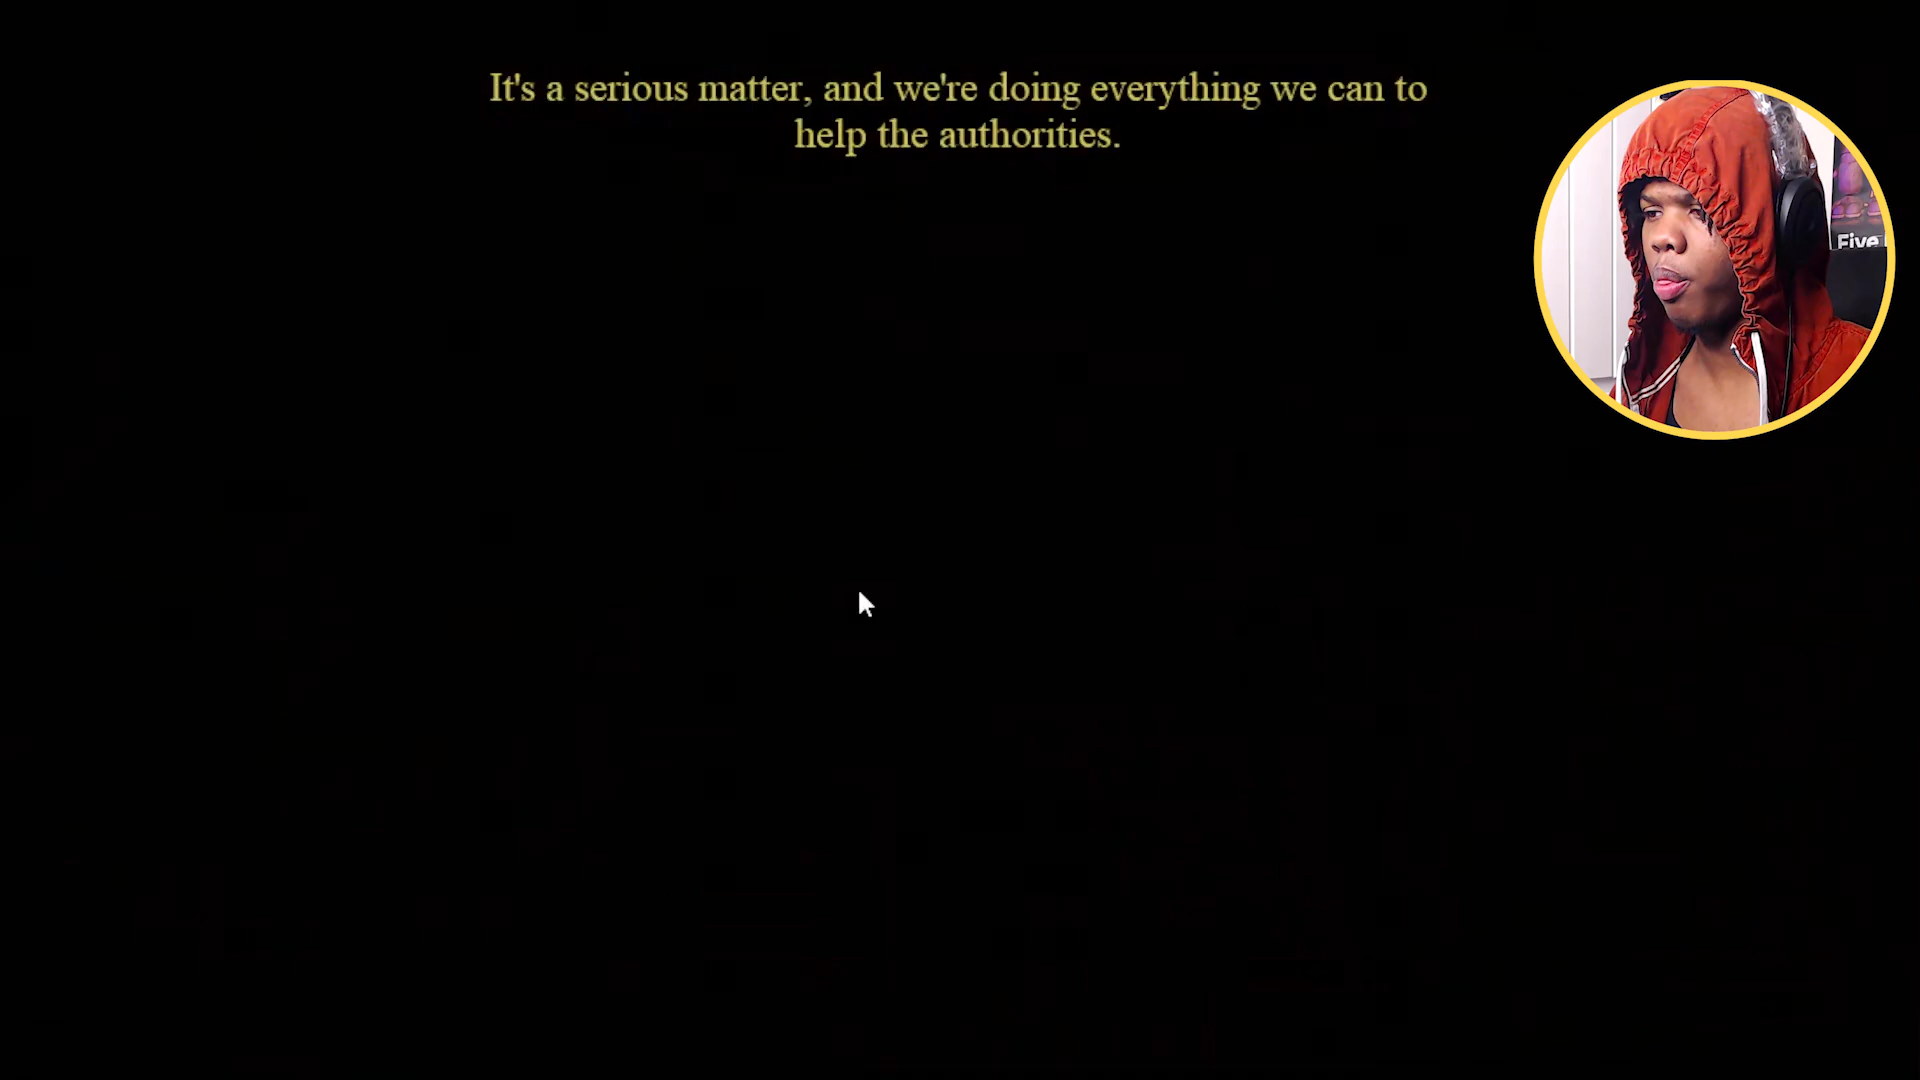 It's a serious matter, and we're doing everything we can to
help the authorities.
Five